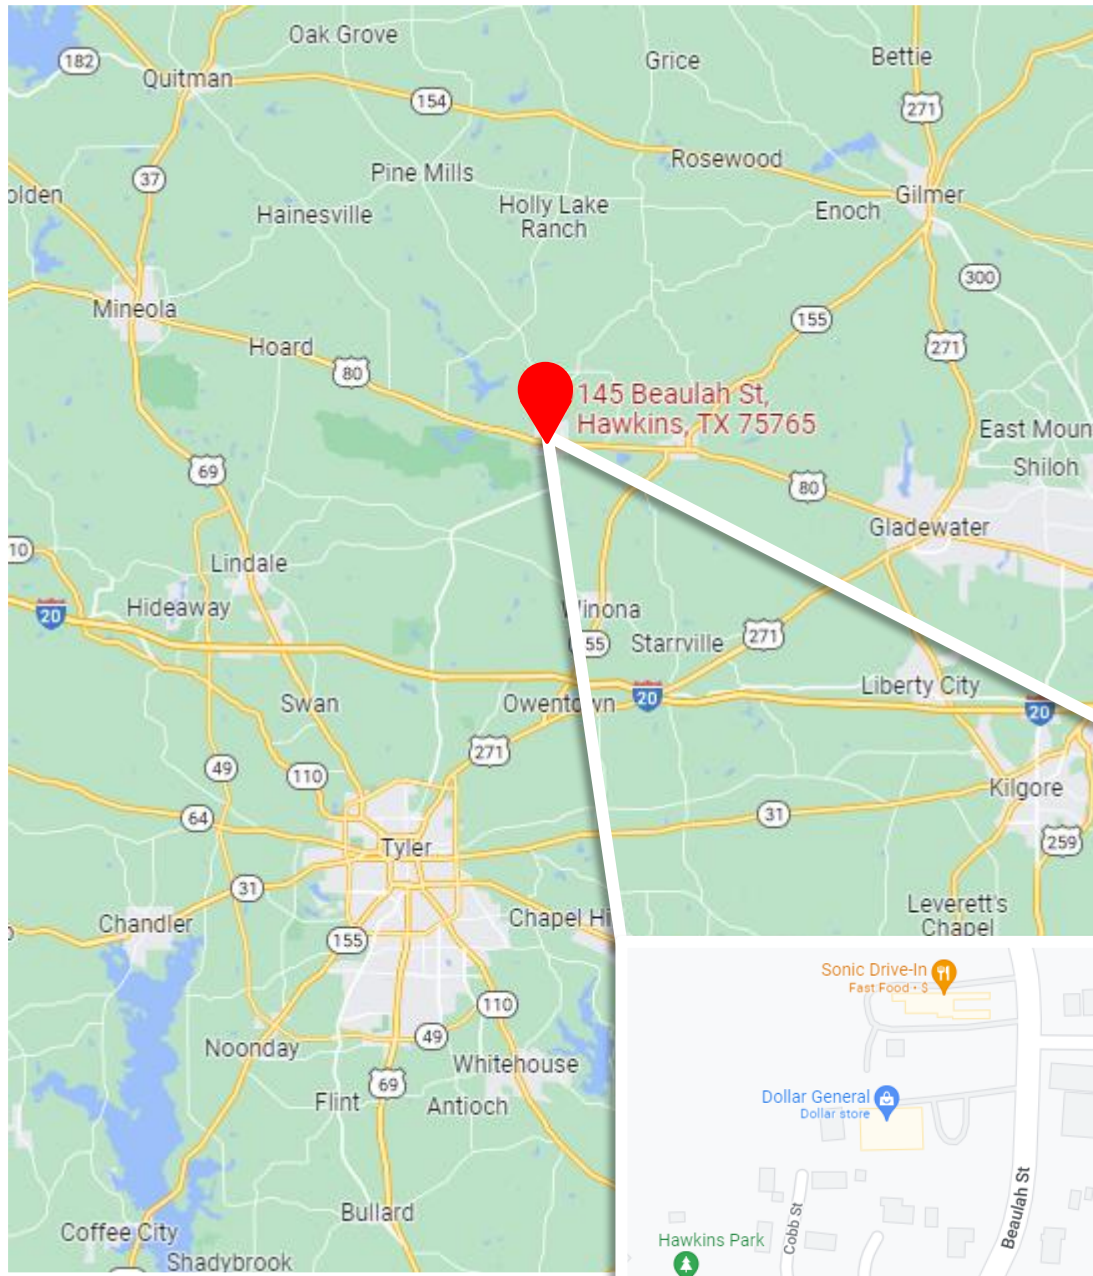 Oak Grove
182
Quitman
Grice
Bettie
154
271
Rosewood
37
Pine Mills
olden
Hainesville
Holly Lake
Ranch
Enoch
Gilmer
300
Mineola
155
Hoard
80
271
145 Beaulah St,
Hawkins, TX 75765
East Moun
Shiloh
69
80
Gladewater
10
Lindale
Hideaway
20
Winona
55
Starrville
271
Liberty City
Swan
Owentown
20
20
271
49
110
Kilgore
64
31
Tyler
259
31
Chandler
155
Chapel Hi
Leverett's
Chapel
110
49
Noonday
Whitehouse
69
Flint
Antioch
Bullard
Coffee City
Shadybrook
Sonic Drive-In
Fast Food • $
Dollar General
Dollar store
Cobb St
Beaulah St
Hawkins Park